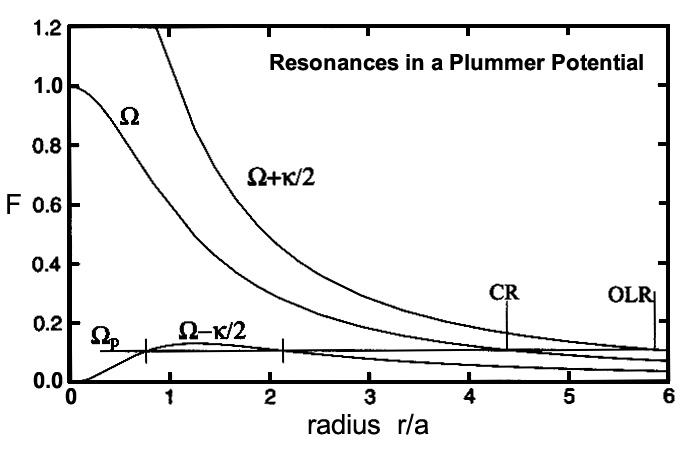 1.2
Resonances in a Plummer Potential
1.0
Ω
0.8
Ω+κ/2
F
0.6
0.4
CR
OLR
0.2
Ωp
Ω−κ/2
0.0
0
1
2
3
4
5
6
radius r/a